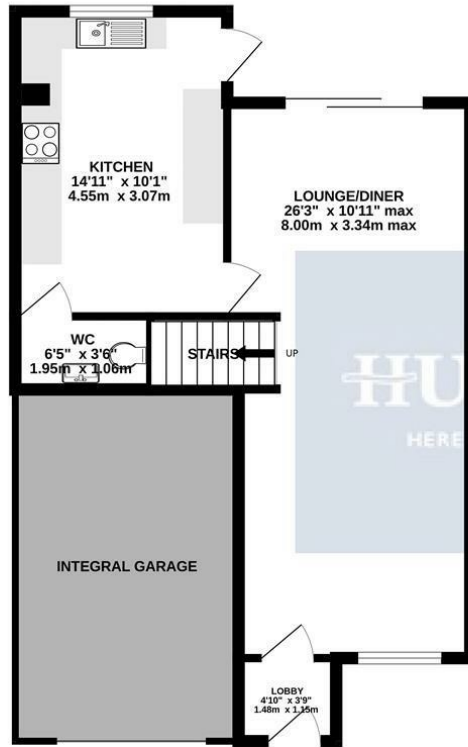 KITCHEN
14'11" x 10'1"
4.55m x 3.07m
LOUNGE/DINER
26'3" x 10'11" max
8.00m x 3.34m max
WC
6'5" x 3'6"
1.95m x 1.06m
STAIRS
UP
HU
HERE
INTEGRAL GARAGE
LOBBY
4'10" x 3'9"
1.48m x 1.15m